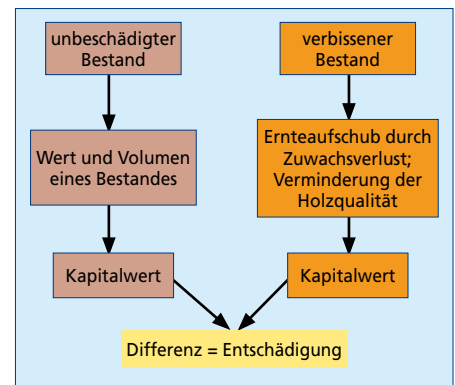 unbeschädigter
Bestand
verbissener
Bestand
Wert und Volumen
eines Bestandes
Ernteaufschub durch
Zuwachsverlust;
Verminderung der
Holzqualität
Kapitalwert
Kapitalwert
Differenz = Entschädigung